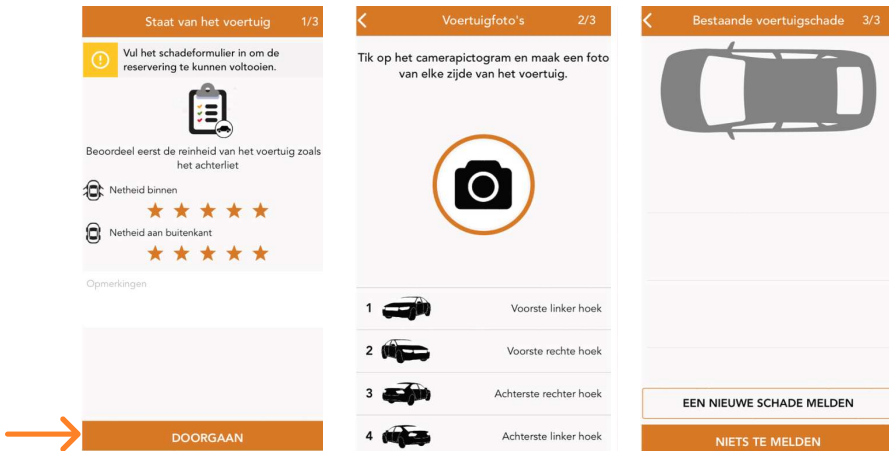 Staat van het voertuig 1/3
Vul het schadeformulier in om de
reservering te kunnen voltooien.
Beoordeel eerst de reinheid van het voertuig zoals
het achterliet
Netheid binnen
Netheid aan buitenkant
Opmerkingen
DOORGAAN
Voertuigfoto's 2/3
Tik op het camerapictogram en maak een foto
van elke zijde van het voertuig.
1 Voorste linker hoek
2 Voorste rechte hoek
3 Achterste rechter hoek
4 Achterste linker hoek
Bestaande voertuigschade 3/3
EEN NIEUWE SCHADE MELDEN
NIETS TE MELDEN